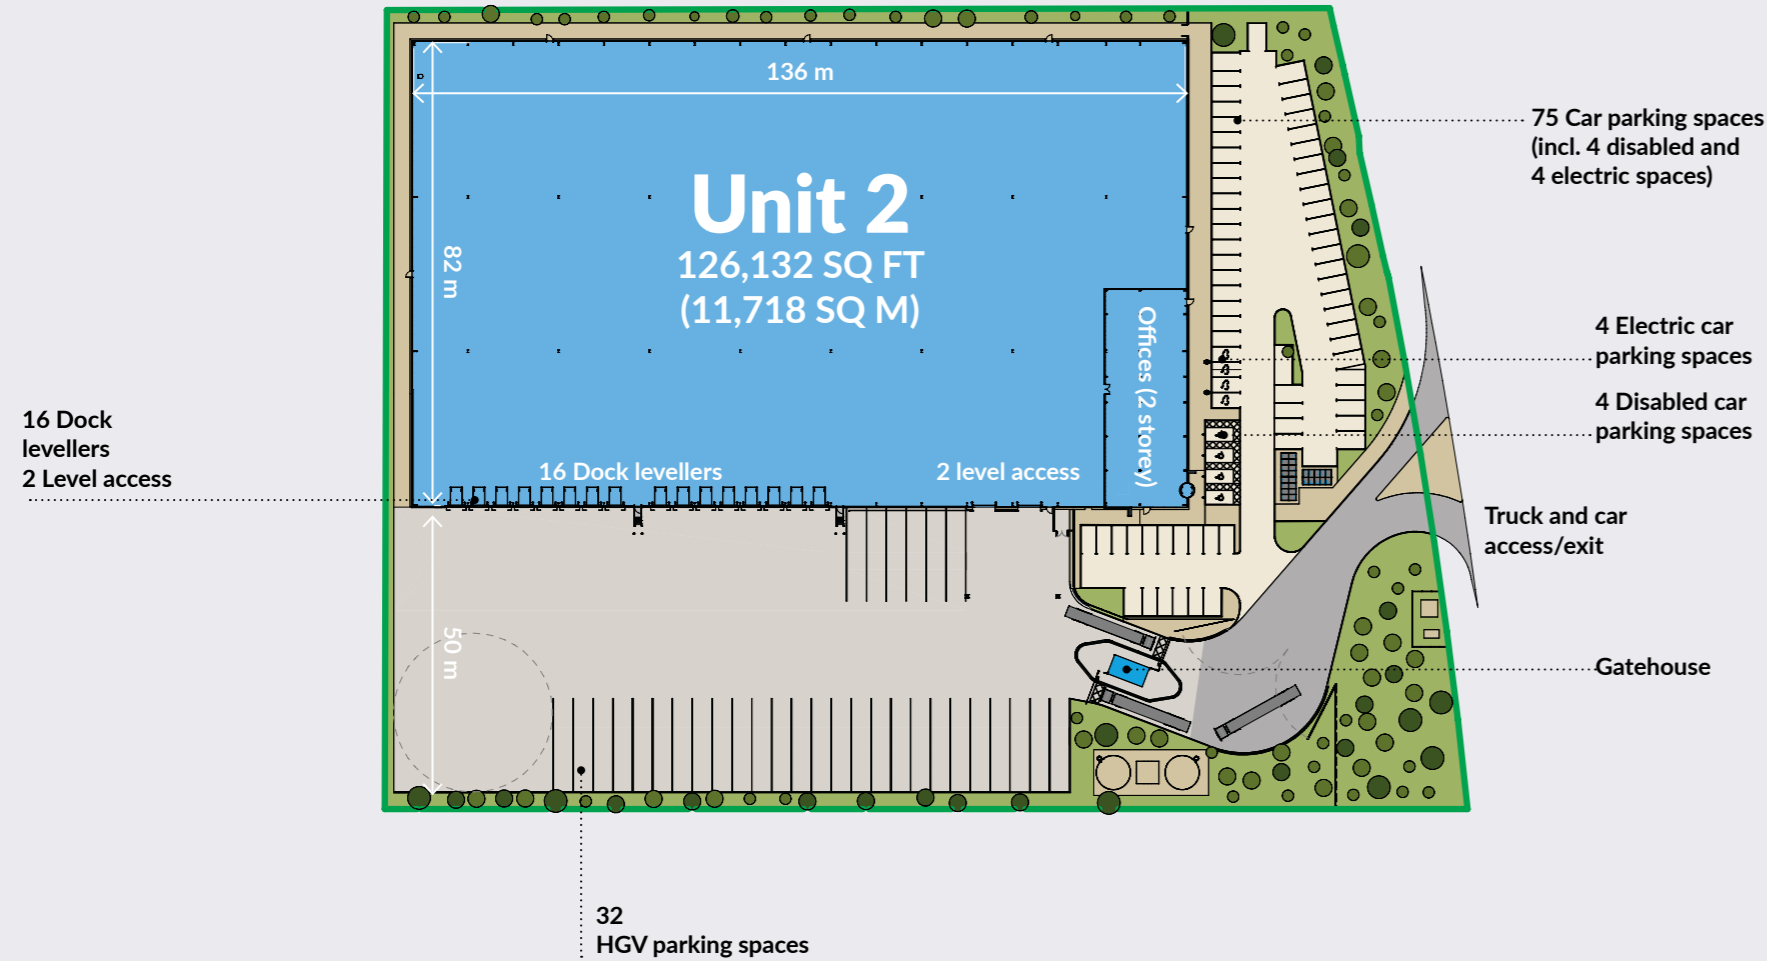 136 m
75 Car parking spaces
(incl. 4 disabled and
4 electric spaces)
Unit 2
126,132 SQ FT
(11,718 SQ M)
82 m
Offices (2 storey)
4 Electric car
parking spaces
4 Disabled car
parking spaces
16 Dock
levellers
2 Level access
16 Dock levellers
2 level access
Truck and car
access/exit
50 m
Gatehouse
32
HGV parking spaces